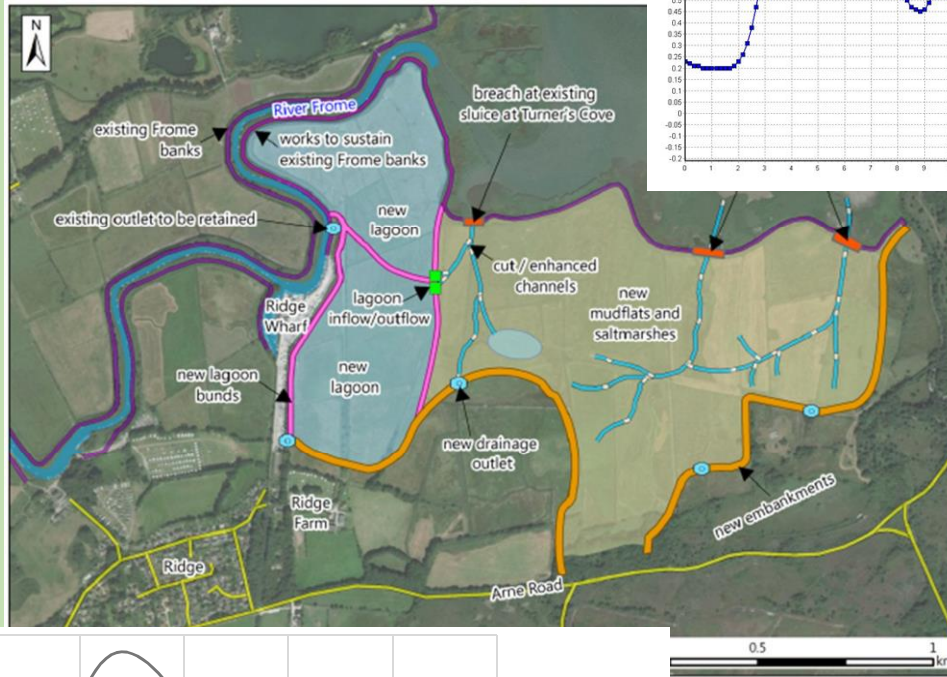 N
River Frome
existing Frome
banks
works to sustain
existing Frome banks
breach at existing
sluice at Turner's Cove
existing outlet to be retained
new
lagoon
cut / enhanced
channels
lagoon
inflow/outflow
new
mudflats and
saltmarshes
Ridge
Wharf
new lagoon
bunds
new
lagoon
new drainage
outlet
new embankments
Ridge
Farm
Ridge
Arne Road
0.5
1
km
0.45
0.4
0.35
0.3
0.25
0.2
0.15
0.1
0.05
0
-0.05
-0.1
-0.15
-0.2
0 1 2 3 4 5 6 7 8 9